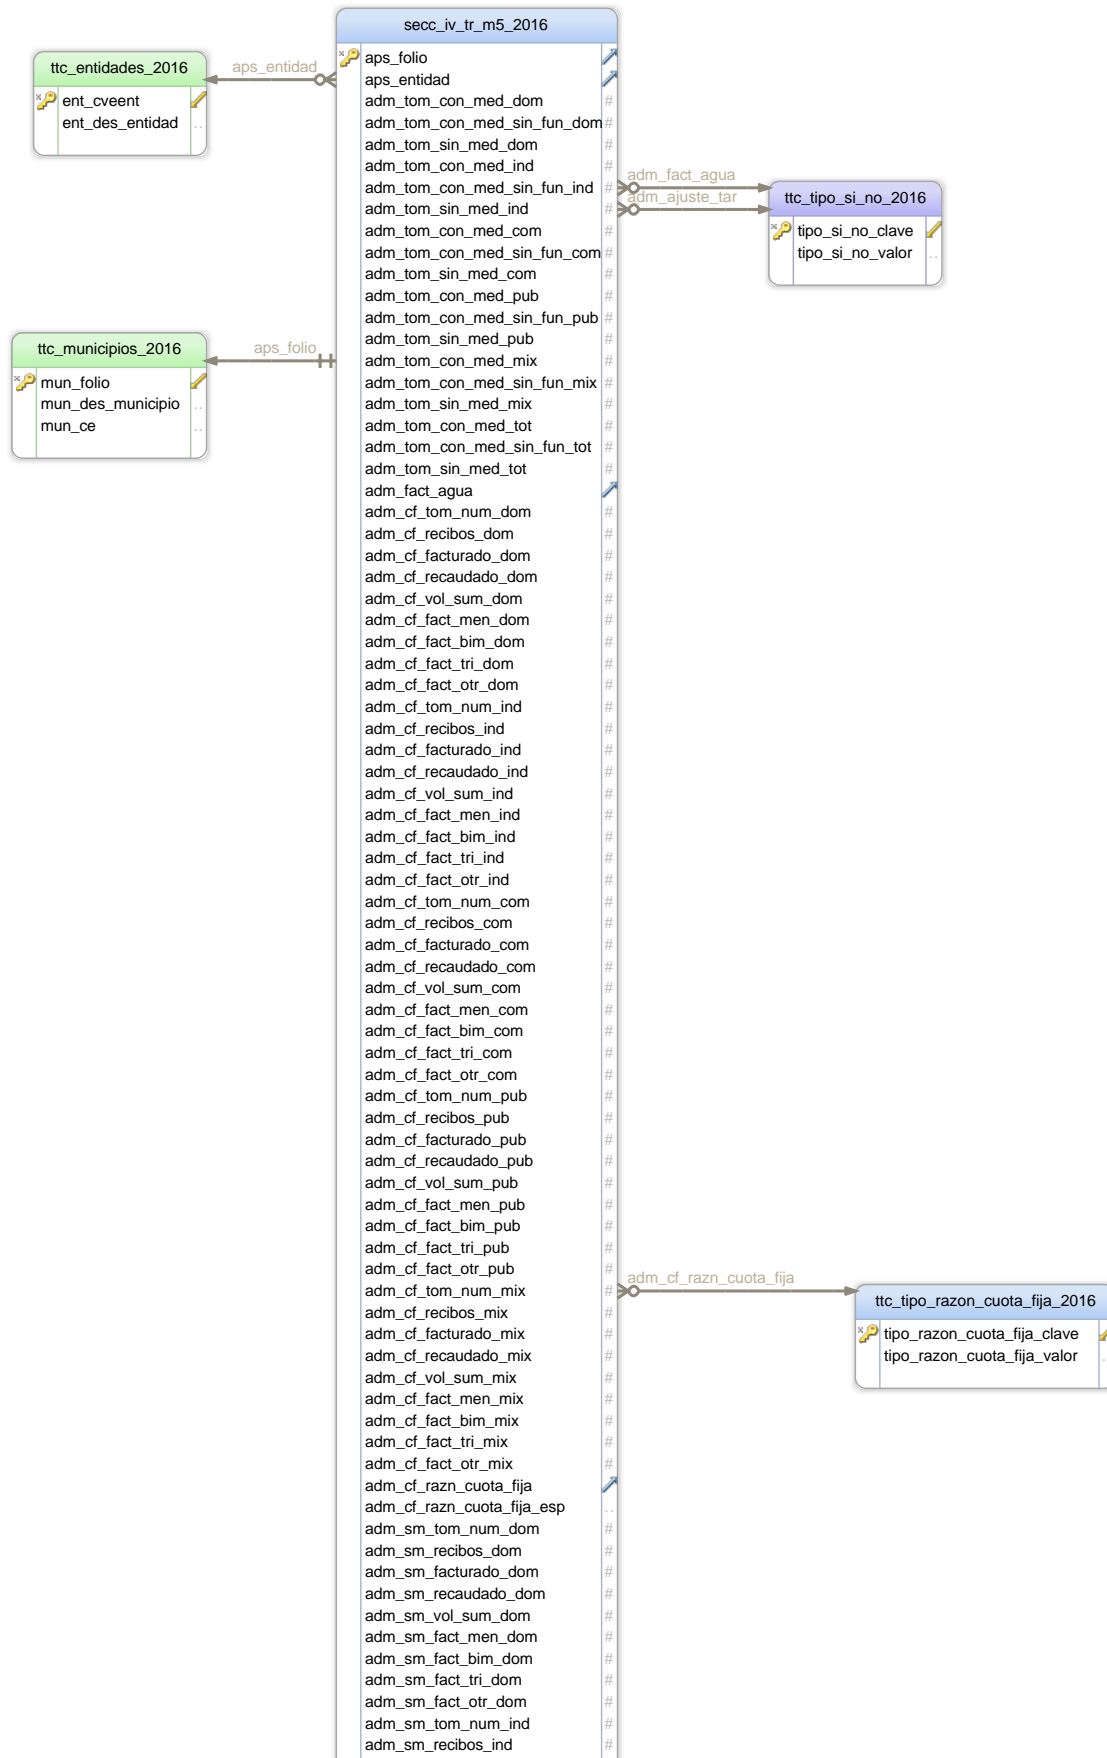 secc_iv_tr_m5_2016
aps_folio
aps_entidad
adm_tom_con_med_dom
adm_tom_con_med_sin_fun_dom
adm_tom_sin_med_dom
adm_tom_con_med_ind
adm_tom_con_med_sin_fun_ind
adm_tom_sin_med_ind
adm_tom_con_med_com
adm_tom_con_med_sin_fun_com
adm_tom_sin_med_com
adm_tom_con_med_pub
adm_tom_con_med_sin_fun_pub
adm_tom_sin_med_pub
adm_tom_con_med_mix
adm_tom_con_med_sin_fun_mix
adm_tom_sin_med_mix
adm_tom_con_med_tot
adm_tom_con_med_sin_fun_tot
adm_tom_sin_med_tot
adm_fact_agua
adm_cf_tom_num_dom
adm_cf_recibos_dom
adm_cf_facturado_dom
adm_cf_recaudado_dom
adm_cf_vol_sum_dom
adm_cf_fact_men_dom
adm_cf_fact_bim_dom
adm_cf_fact_tri_dom
adm_cf_fact_otr_dom
adm_cf_tom_num_ind
adm_cf_recibos_ind
adm_cf_facturado_ind
adm_cf_recaudado_ind
adm_cf_vol_sum_ind
adm_cf_fact_men_ind
adm_cf_fact_bim_ind
adm_cf_fact_tri_ind
adm_cf_fact_otr_ind
adm_cf_tom_num_com
adm_cf_recibos_com
adm_cf_facturado_com
adm_cf_recaudado_com
adm_cf_vol_sum_com
adm_cf_fact_men_com
adm_cf_fact_bim_com
adm_cf_fact_tri_com
adm_cf_fact_otr_com
adm_cf_tom_num_pub
adm_cf_recibos_pub
adm_cf_facturado_pub
adm_cf_recaudado_pub
adm_cf_vol_sum_pub
adm_cf_fact_men_pub
adm_cf_fact_bim_pub
adm_cf_fact_tri_pub
adm_cf_fact_otr_pub
adm_cf_tom_num_mix
adm_cf_recibos_mix
adm_cf_facturado_mix
adm_cf_recaudado_mix
adm_cf_vol_sum_mix
adm_cf_fact_men_mix
adm_cf_fact_bim_mix
adm_cf_fact_tri_mix
adm_cf_fact_otr_mix
adm_cf_razn_cuota_fija
adm_cf_razn_cuota_fija_esp
adm_sm_tom_num_dom
adm_sm_recibos_dom
adm_sm_facturado_dom
adm_sm_recaudado_dom
adm_sm_vol_sum_dom
adm_sm_fact_men_dom
adm_sm_fact_bim_dom
adm_sm_fact_tri_dom
adm_sm_fact_otr_dom
adm_sm_tom_num_ind
adm_sm_recibos_ind
ttc_entidades_2016
ent_cveent
ent_des_entidad
aps_entidad
ttc_municipios_2016
mun_folio
mun_des_municipio
mun_ce
aps_folio
adm_fact_agua
adm_ajuste_tar
ttc_tipo_si_no_2016
tipo_si_no_clave
tipo_si_no_valor
adm_cf_razn_cuota_fija
ttc_tipo_razon_cuota_fija_2016
tipo_razon_cuota_fija_clave
tipo_razon_cuota_fija_valor